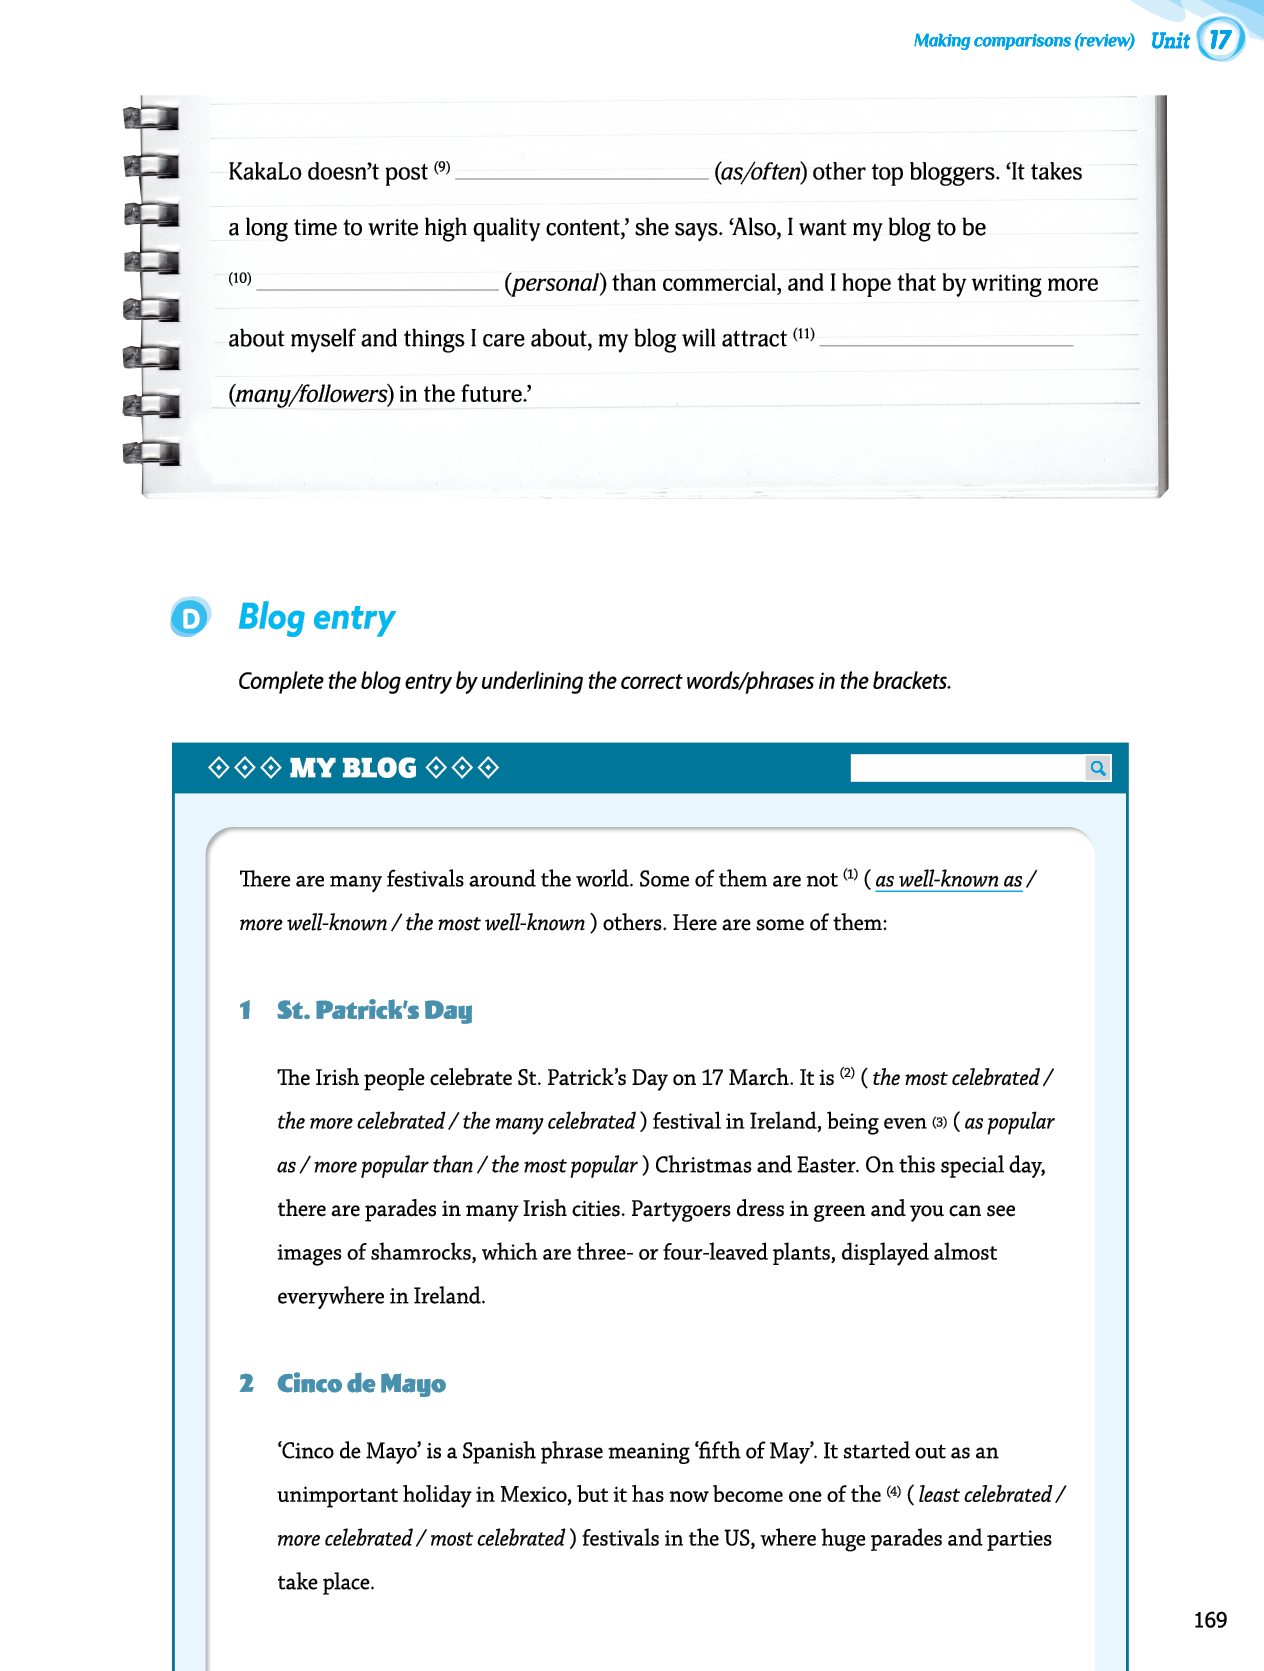 Making comparisons (review) Unit 17
KakaLo doesn't post (9) ______________ (as/often) other top bloggers. ‘It takes
a long time to write high quality content,’ she says. ‘Also, I want my blog to be
(10) ______________ (personal) than commercial, and I hope that by writing more
about myself and things I care about, my blog will attract (11) ______________
(many/followers) in the future.’
D Blog entry
Complete the blog entry by underlining the correct words/phrases in the brackets.
MY BLOG
There are many festivals around the world. Some of them are not (1) ( as well-known as /
more well-known / the most well-known ) others. Here are some of them:
1 St. Patrick's Day
The Irish people celebrate St. Patrick’s Day on 17 March. It is (2) ( the most celebrated /
the more celebrated / the many celebrated ) festival in Ireland, being even (3) ( as popular
as / more popular than / the most popular ) Christmas and Easter. On this special day,
there are parades in many Irish cities. Partygoers dress in green and you can see
images of shamrocks, which are three- or four-leaved plants, displayed almost
everywhere in Ireland.
2 Cinco de Mayo
‘Cinco de Mayo’ is a Spanish phrase meaning ‘fifth of May’. It started out as an
unimportant holiday in Mexico, but it has now become one of the (4) ( least celebrated /
more celebrated / most celebrated ) festivals in the US, where huge parades and parties
take place.
169